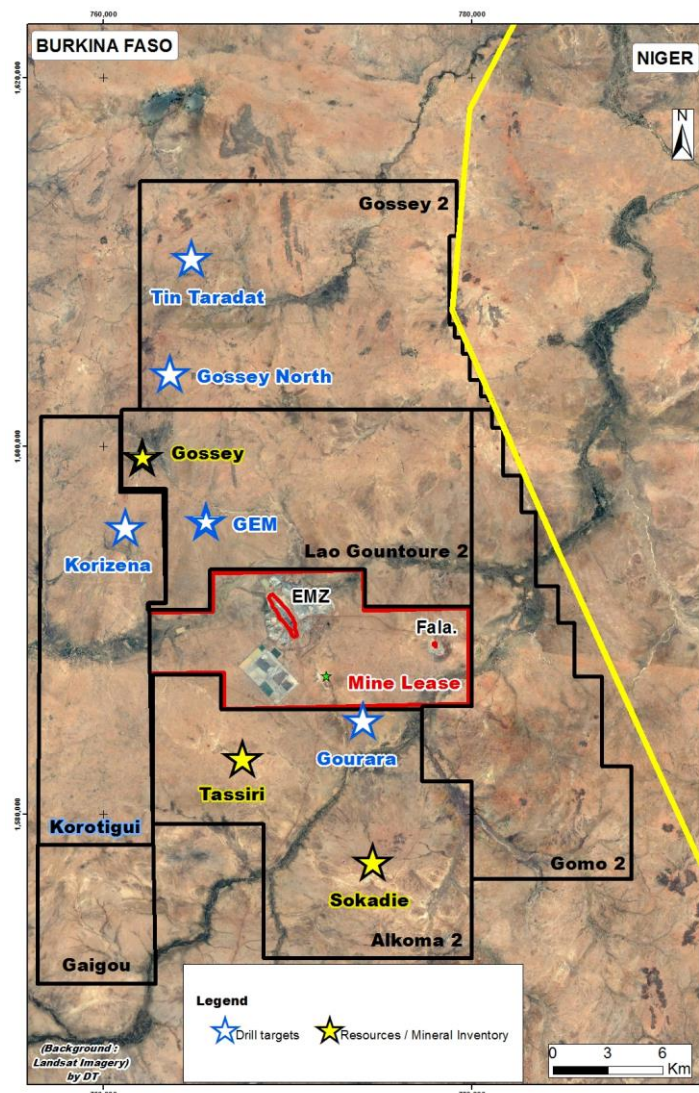 760,000
780,000
BURKINA FASO
NIGER
1,620,000
N
Gossey 2
Tin Taradat
Gossey North
1,600,000
Gossey
GEM
Korizena
Lao Gountoure 2
EMZ
Fala.
Mine Lease
Gourara
Tassiri
1,580,000
Korotigui
Gomo 2
Sokadie
Alkoma 2
Gaigou
Legend
Drill targets
Resources / Mineral Inventory
(Background :
Landsat Imagery)
by DT
0 3 6
Km